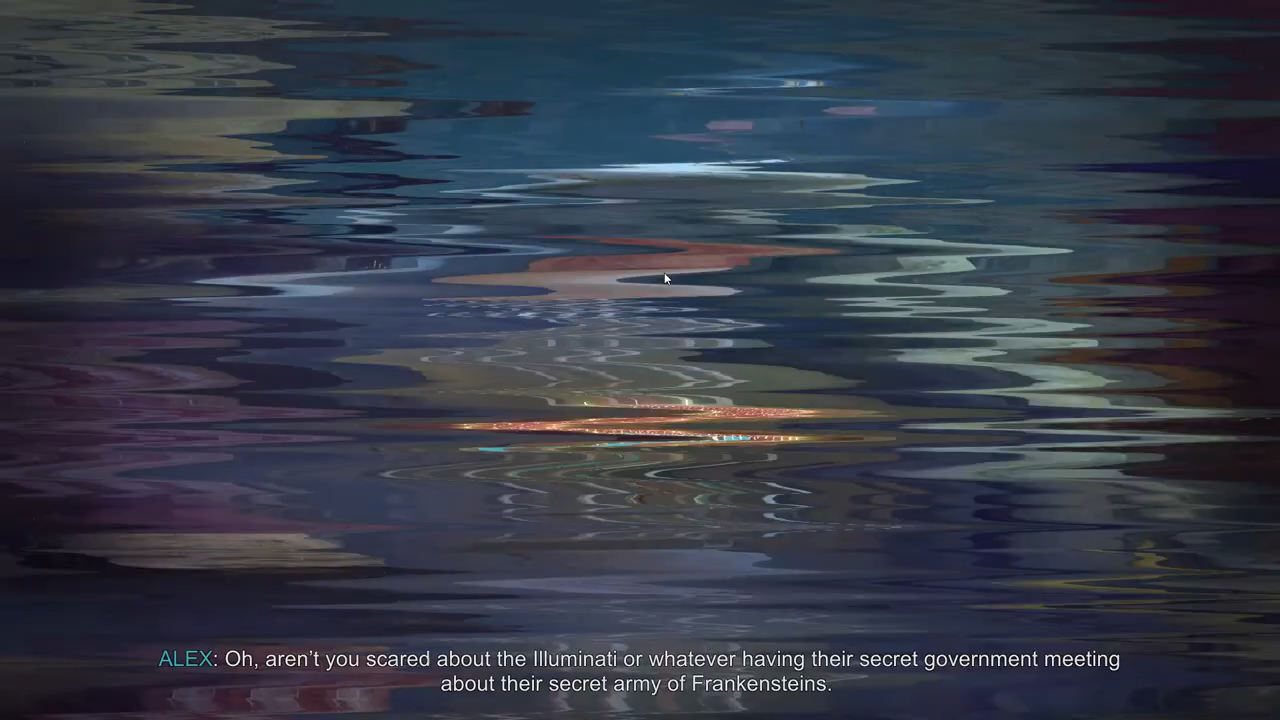 ALEX: Oh, aren't you scared about the Illuminati or whatever having their secret government meeting
about their secret army of Frankensteins.